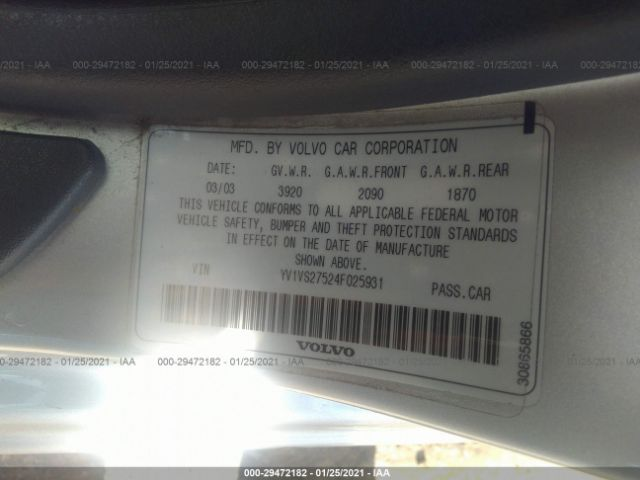 IAA 000-29472182 - 01/25/2021 - IAA 000-29472182 - 01/25/2021 - IAA 000-29472182 - 01/25/2021 - IAA
MFD. BY VOLVO CAR CORPORATION
DATE: GV.W.R. G.A.W.R.FRONT G.A.W.R.REAR
03/03 3920 2090 1870
THIS VEHICLE CONFORMS TO ALL APPLICABLE FEDERAL MOTOR
VEHICLE SAFETY, BUMPER AND THEFT PROTECTION STANDARDS
IN EFFECT ON THE DATE OF MANUFACTURE
SHOWN ABOVE.
VIN YV1VS27524F025931 PASS.CAR
VOLVO
30865866
IAA 000-29472182 - 01/25/2021 - IAA 000-29472182 - 01/25/2021 - IAA 000-29472182 - 01/25/2021 - IAA
000-29472182 - 01/25/2021 - IAA